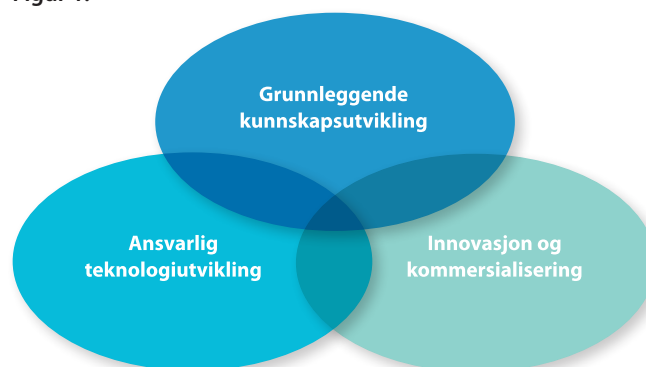 Grunnleggende
kunnskapsutvikling
Ansvarlig
teknologiutvikling
Innovasjon og
kommersialisering